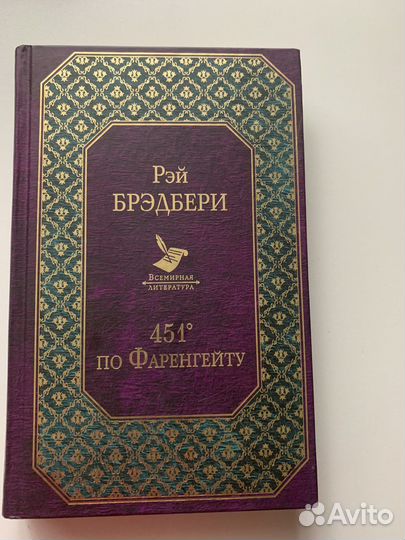 Рэй
БРЭДБЕРИ
Всемирная
литература
451°
по Фаренгейту
Avito